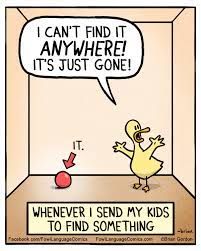 I CAN'T FIND IT
ANYWHERE!
IT'S JUST GONE!
IT.
-brian
WHENEVER I SEND MY KIDS
TO FIND SOMETHING
Facebook.com/FowlLanguageComics FowlLanguageComics.com ©Brian Gordon